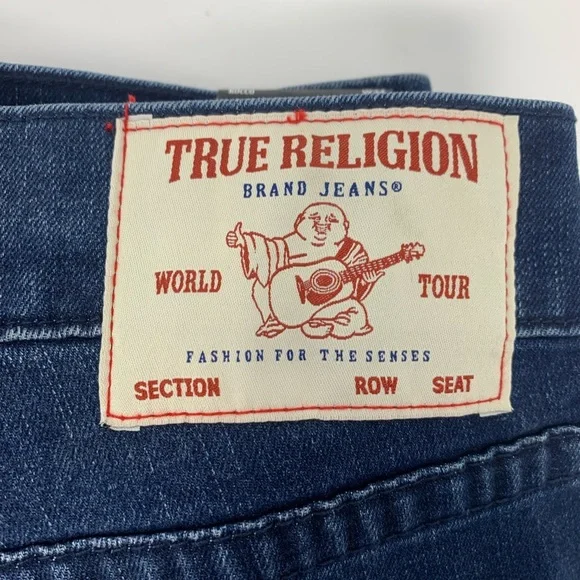 TRUE RELIGION
BRAND JEANS®
WORLD TOUR
FASHION FOR THE SENSES
SECTION ROW SEAT